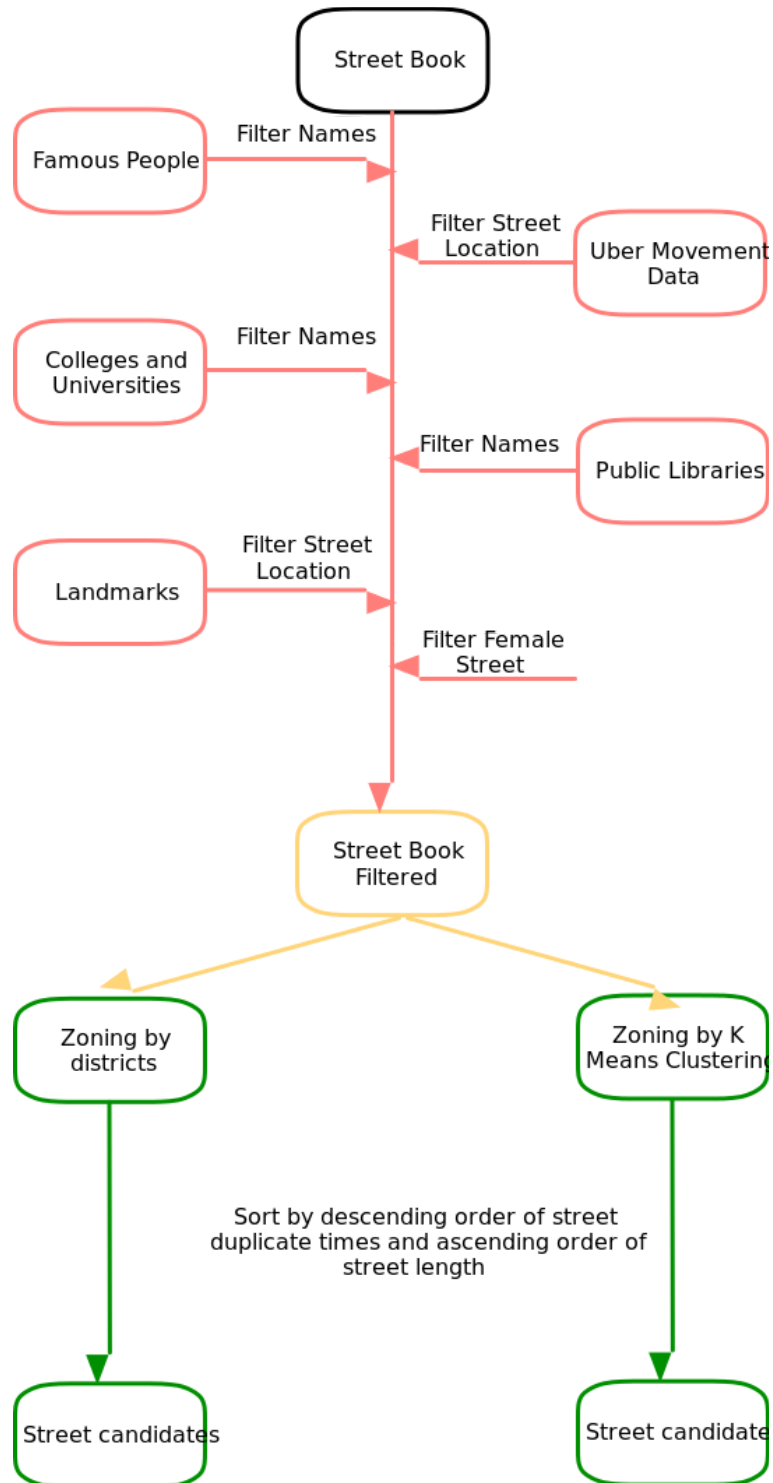 Street Book
Filter Names
Famous People
Filter Street
Location
Uber Movement
Data
Filter Names
Colleges and
Universities
Filter Names
Public Libraries
Filter Street
Location
Landmarks
Filter Female
Street
Street Book
Filtered
Zoning by
districts
Zoning by K
Means Clustering
Sort by descending order of street
duplicate times and ascending order of
street length
Street candidates
Street candidate